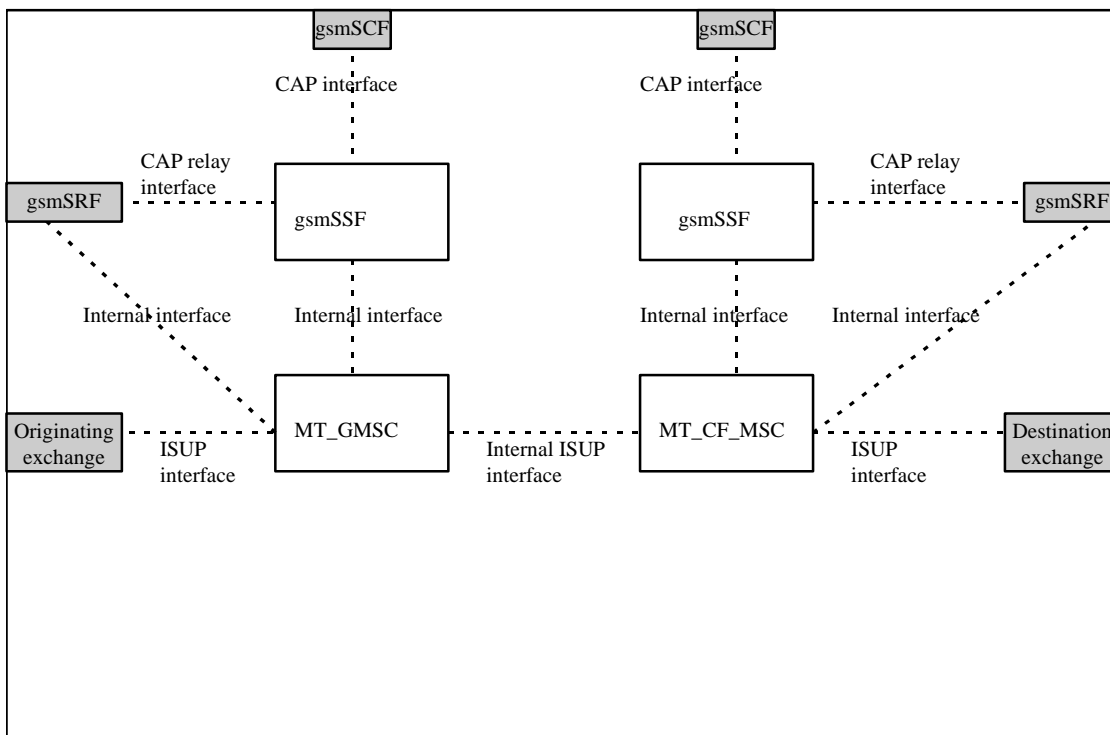 gsmSCF
gsmSCF
CAP interface
CAP interface
CAP relay
interface
CAP relay
interface
gsmSRF
gsmSSF
gsmSSF
gsmSRF
Internal interface
Internal interface
Internal interface
Internal interface
Originating
exchange
ISUP
interface
MT_GMSC
Internal ISUP
interface
MT_CF_MSC
ISUP
interface
Destination
exchange